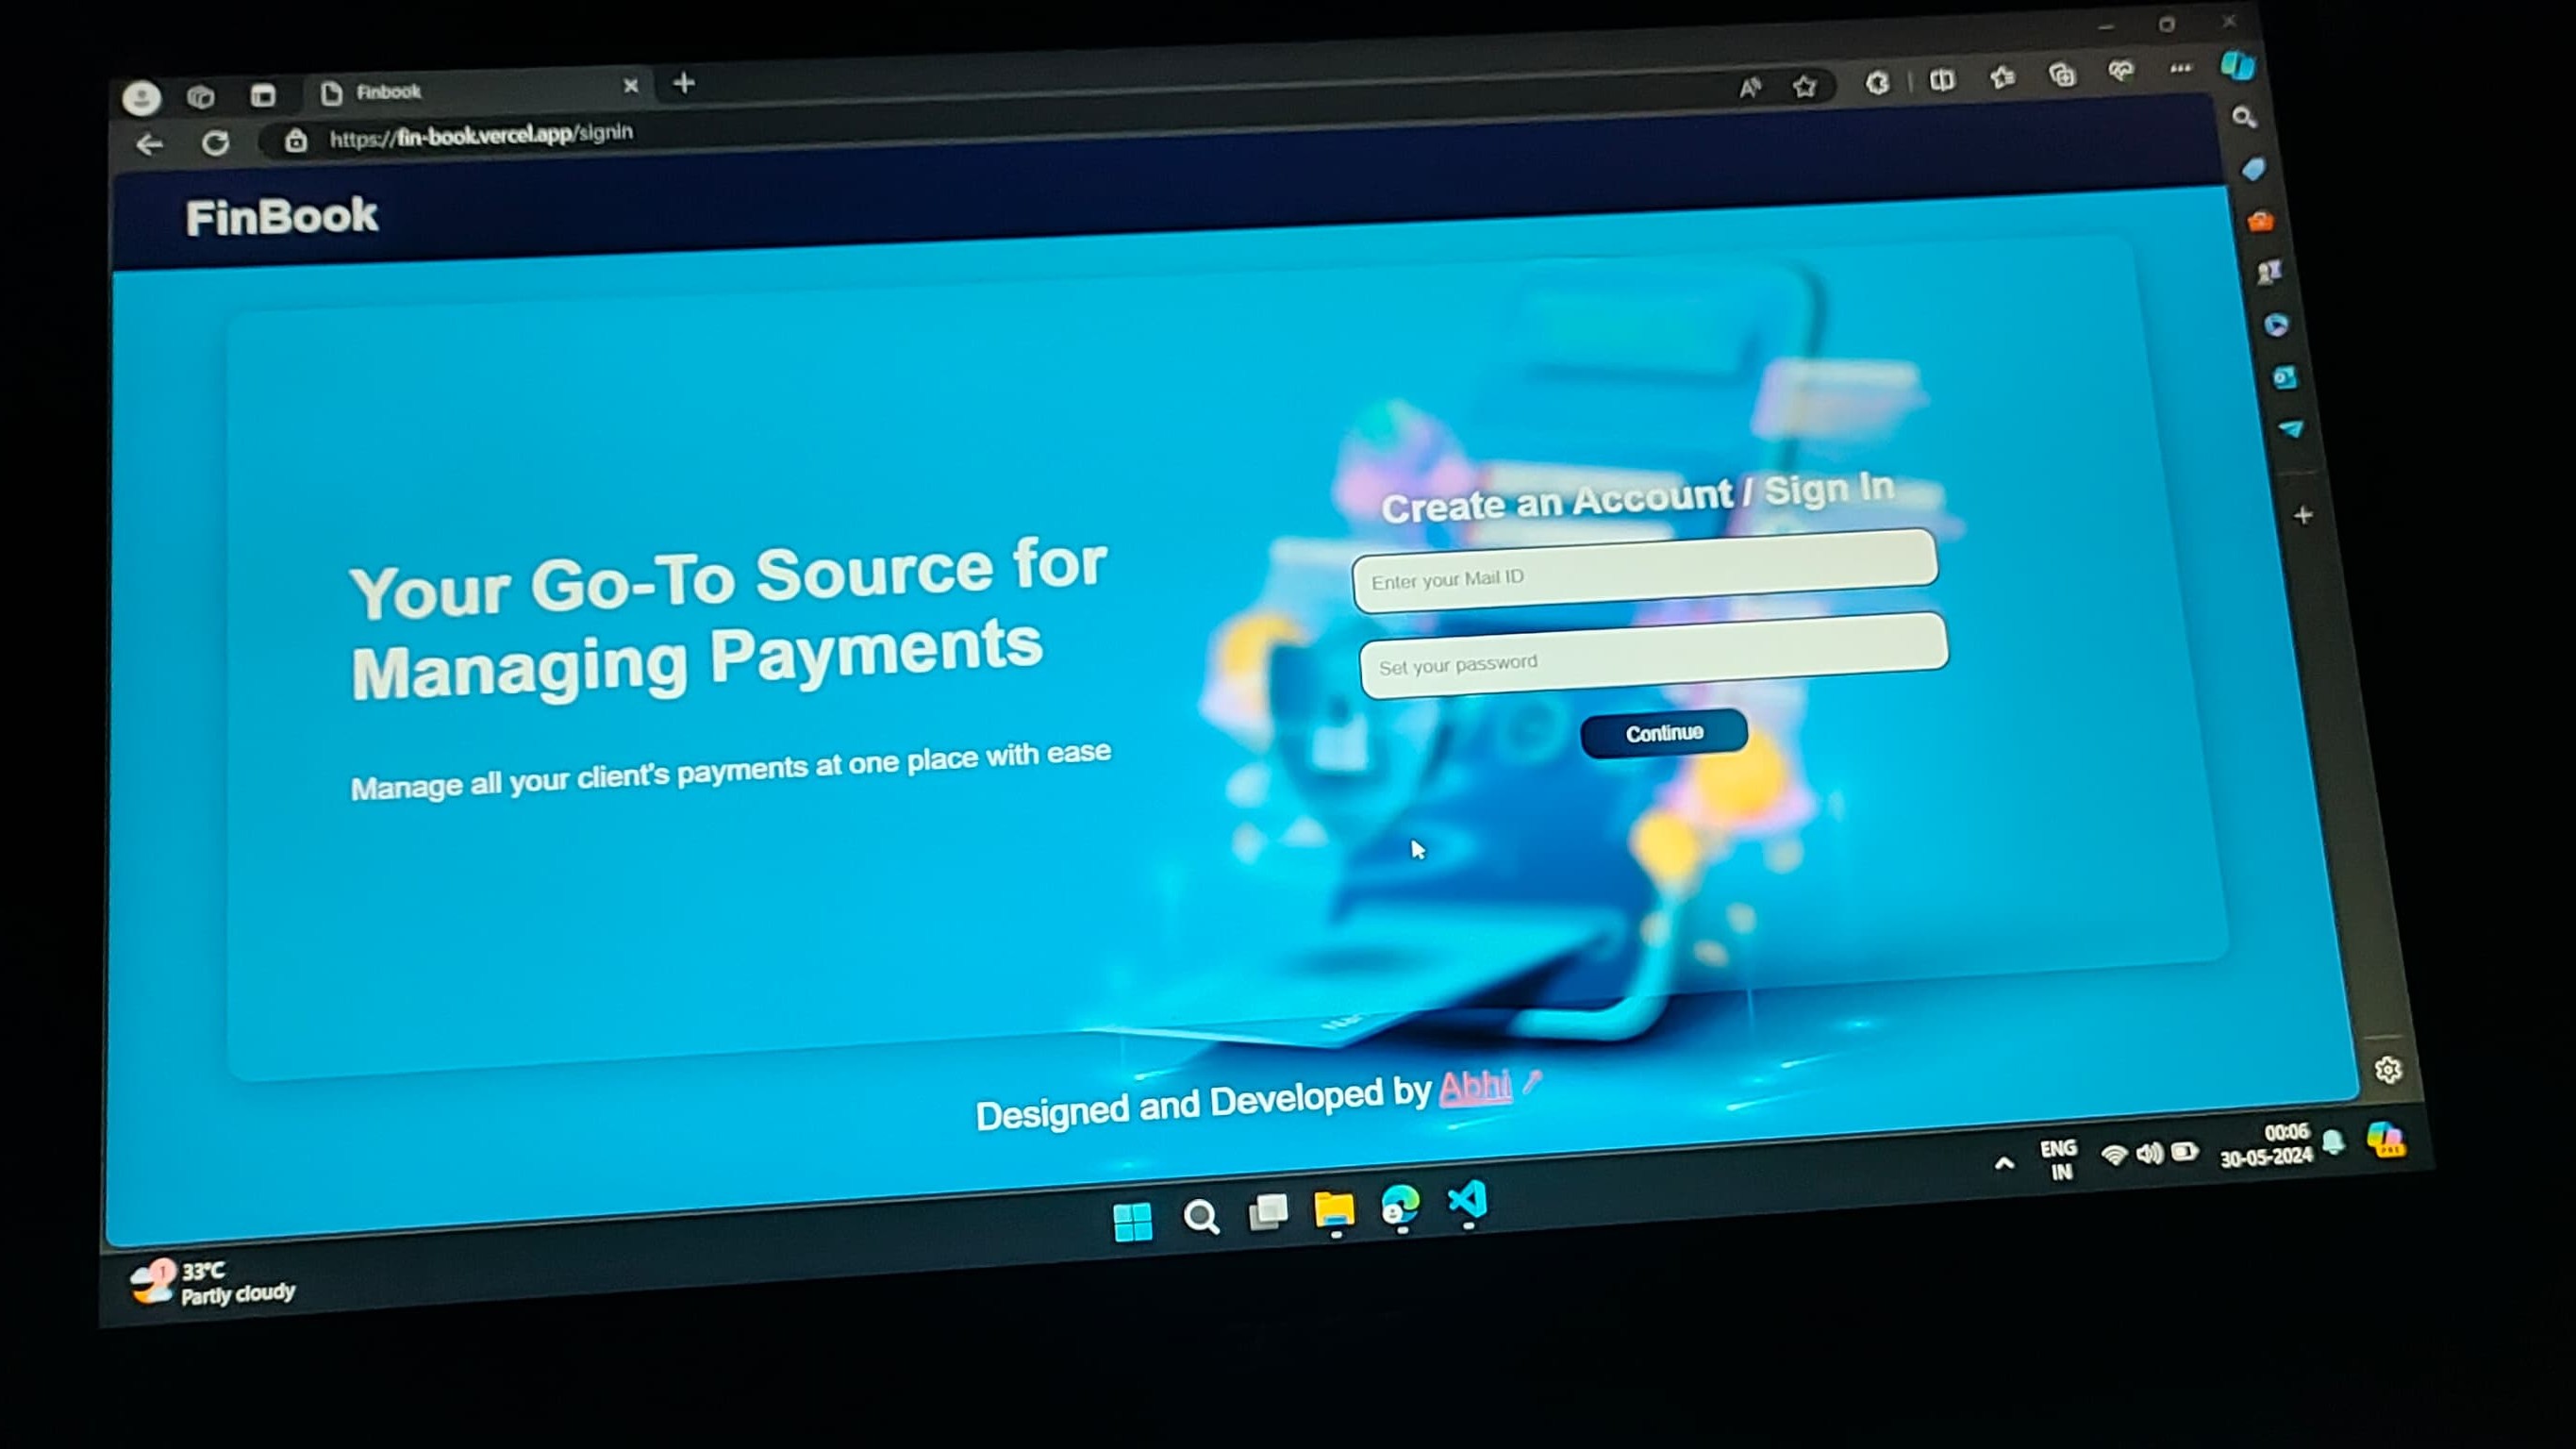 Finbook
https://fin-book.vercel.app/signin
FinBook
Your Go-To Source for
Managing Payments
Manage all your client's payments at one place with ease
Create an Account / Sign In
Enter your Mail ID
Set your password
Continue
Designed and Developed by Abhi ↗
33°C
Partly cloudy
1
ENG
IN
00:06
30-05-2024